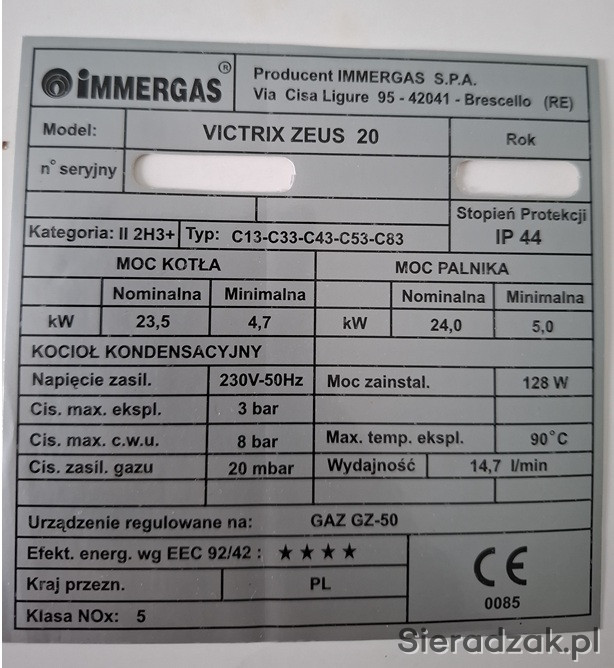 IMMERGAS ®
Producent IMMERGAS S.P.A.
Via Cisa Ligure 95 - 42041 - Brescello (RE)
Model: VICTRIX ZEUS 20
Rok
n° seryjny
Kategoria: II 2H3+ Typ: C13-C33-C43-C53-C83
Stopień Protekcji
IP 44
MOC KOTŁA MOC PALNIKA
Nominalna Minimalna Nominalna Minimalna
kW 23,5 4,7 kW 24,0 5,0
KOCIOŁ KONDENSACYJNY
Napięcie zasil. 230V-50Hz Moc zainstal. 128 W
Cis. max. ekspl. 3 bar
Cis. max. c.w.u. 8 bar Max. temp. ekspl. 90°C
Cis. zasil. gazu 20 mbar Wydajność 14,7 l/min
Urządzenie regulowane na: GAZ GZ-50
Efekt. energ. wg EEC 92/42 : ★★★★
Kraj przezn. PL
Klasa NOx: 5
CE
0085
Sieradzak.pl